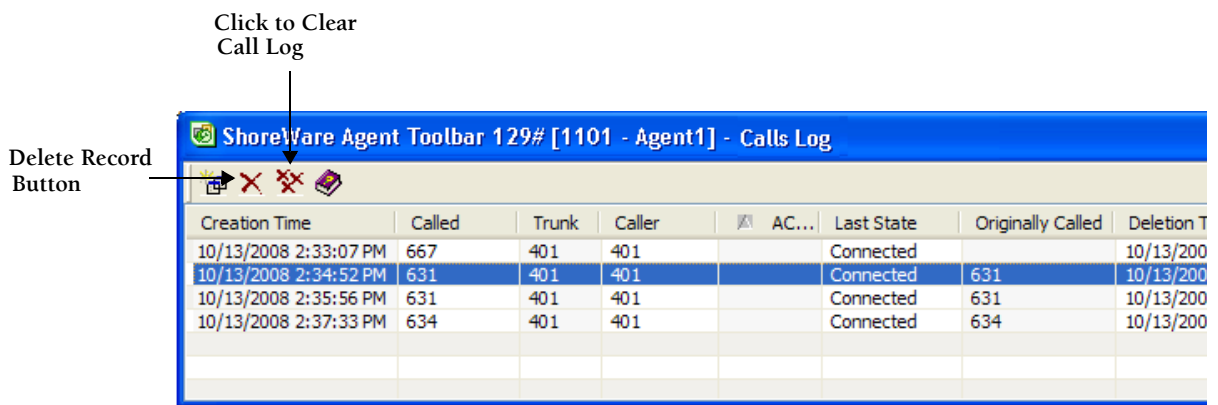 Click to Clear
Call Log
Delete Record
Button
ShoreWare Agent Toolbar 129# [1101 - Agent1] - Calls Log
Creation Time Called Trunk Caller AC... Last State Originally Called Deletion T
10/13/2008 2:33:07 PM 667 401 401 Connected 10/13/200
10/13/2008 2:34:52 PM 631 401 401 Connected 631 10/13/200
10/13/2008 2:35:56 PM 631 401 401 Connected 631 10/13/200
10/13/2008 2:37:33 PM 634 401 401 Connected 634 10/13/200